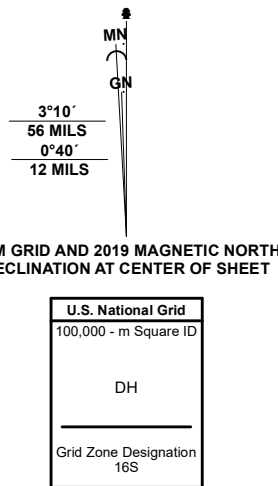 MN
GN
3°10´
56 MILS
0°40´
12 MILS
M GRID AND 2019 MAGNETIC NORTH
ECLINATION AT CENTER OF SHEET
U.S. National Grid
100,000 - m Square ID
DH
Grid Zone Designation
16S